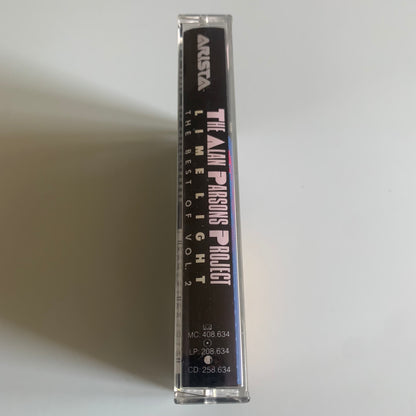 ARISTA
THE ALAN PARSONS PROJECT
LIMELIGHT
THE BEST OF VOL. 2
MC: 408.634
LP: 208.634
CD: 258.634